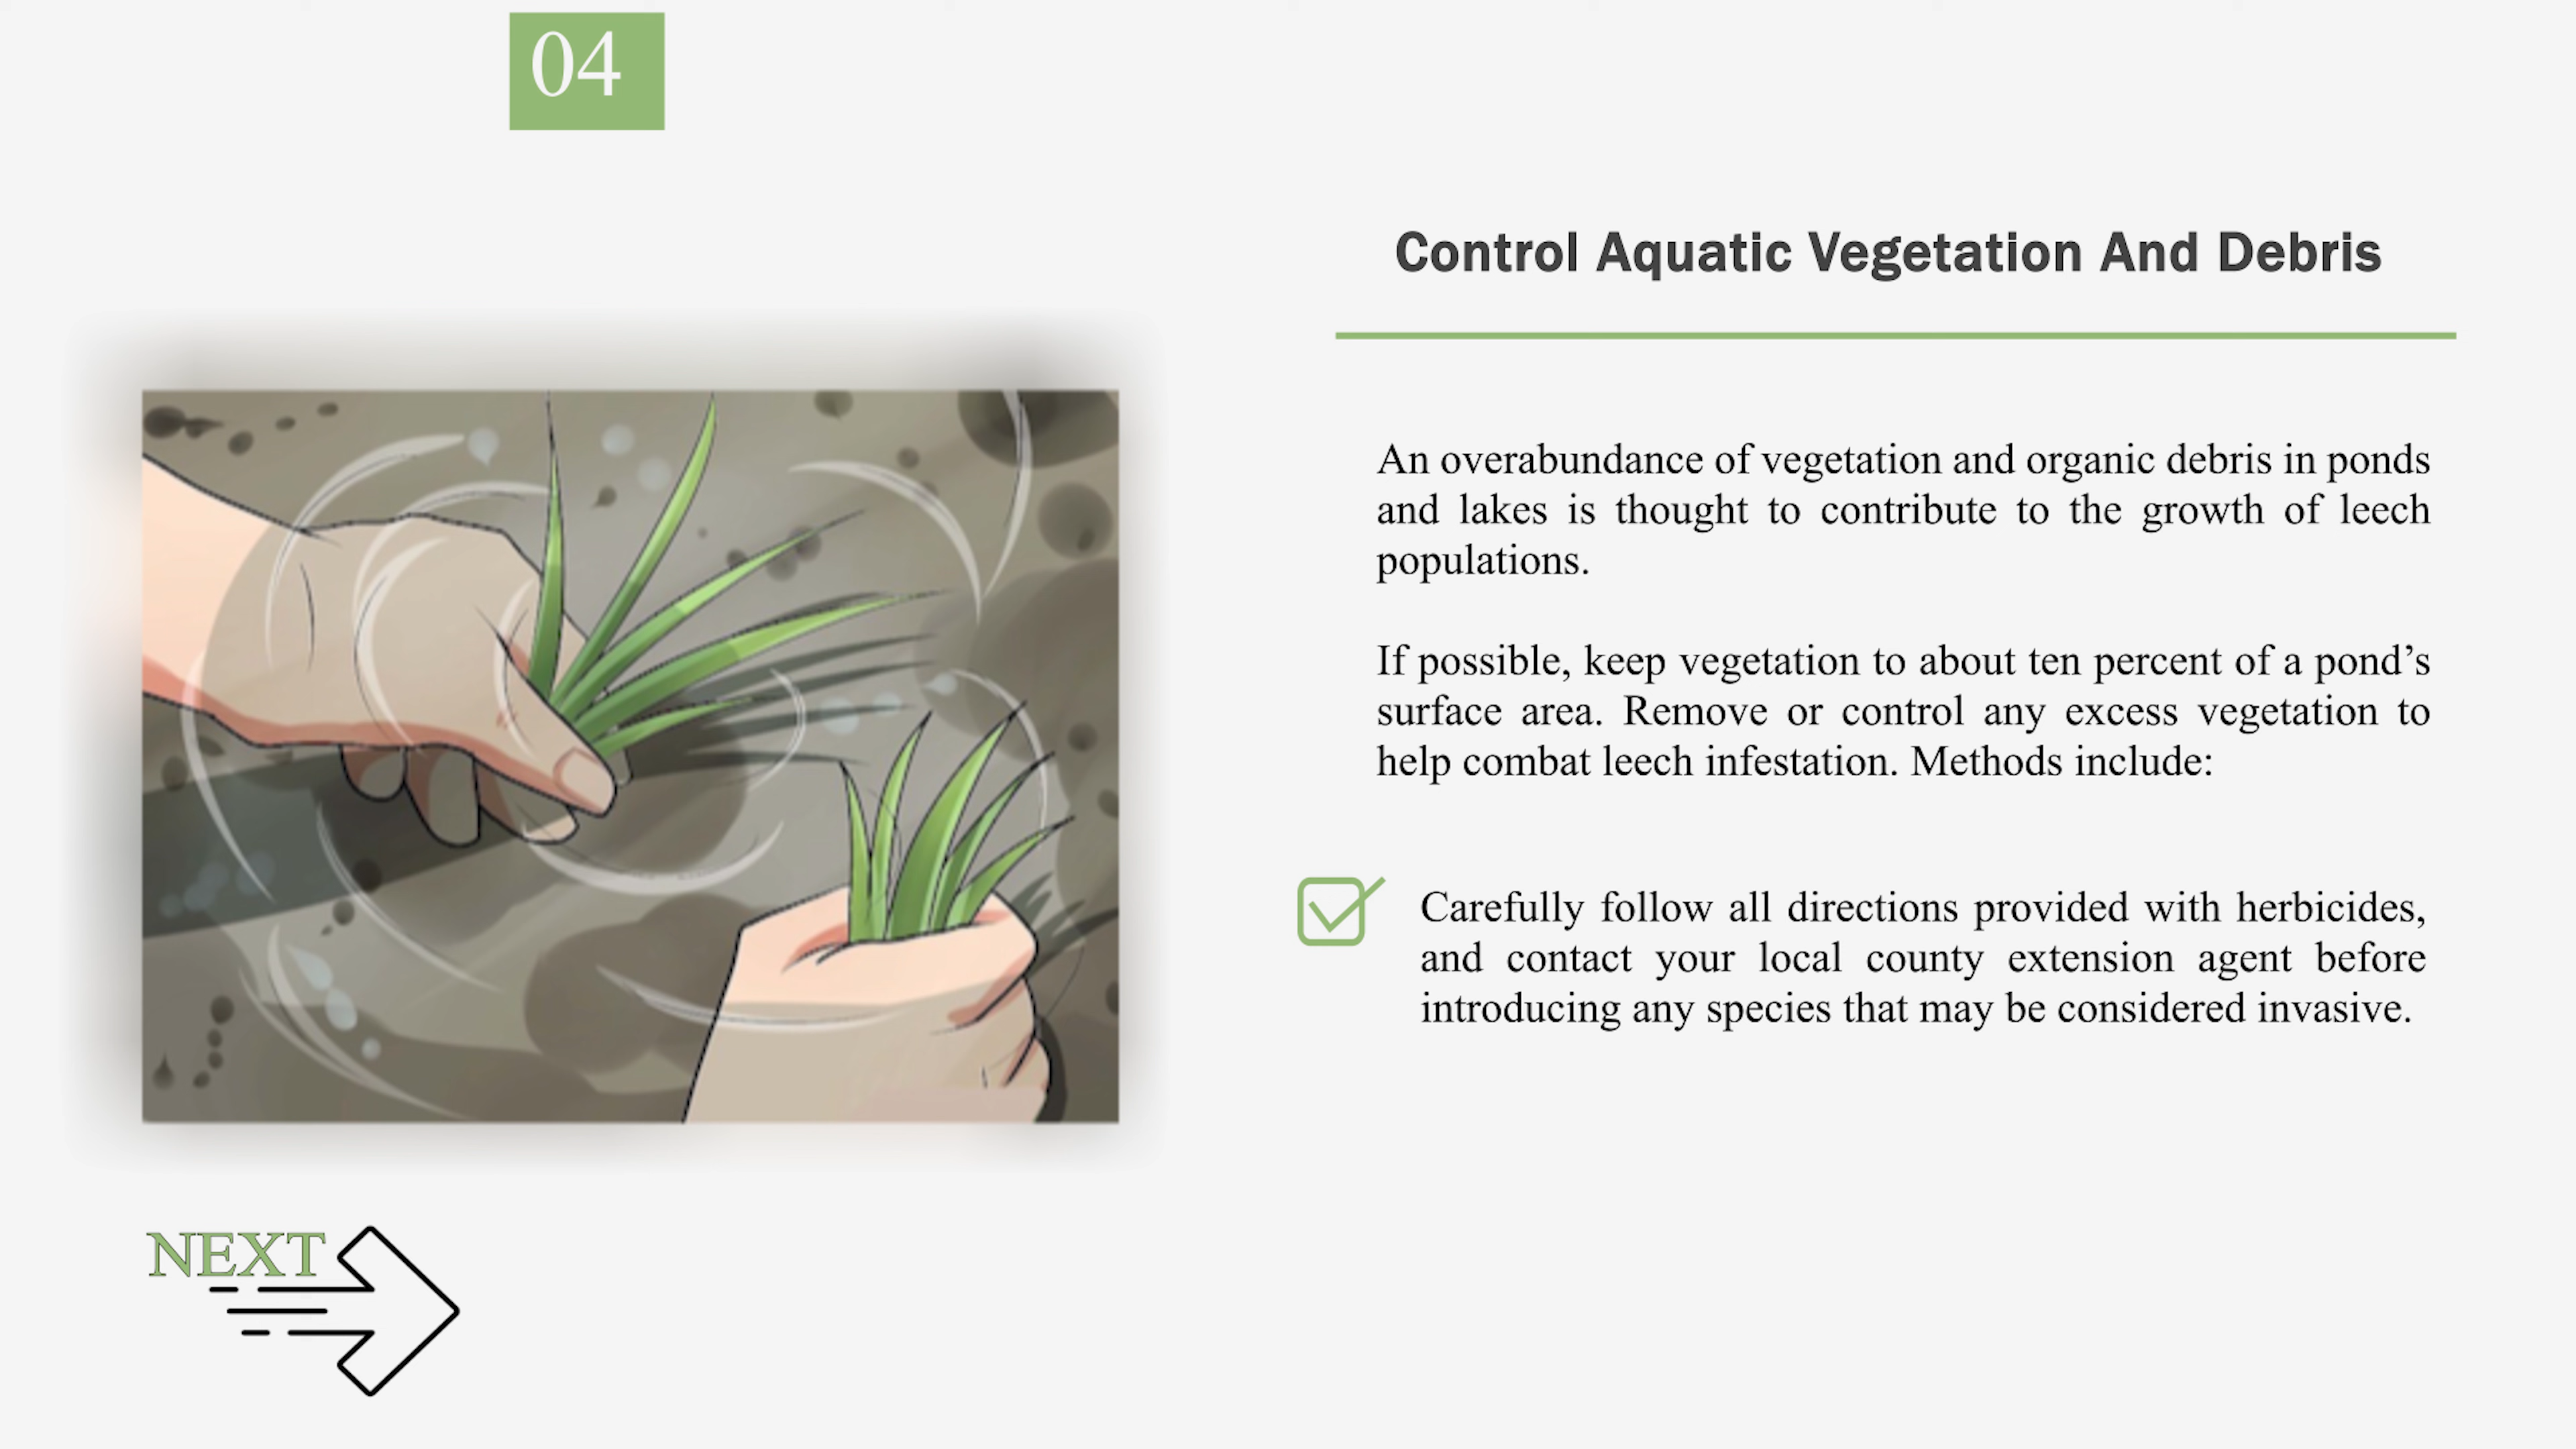 04
Control Aquatic Vegetation And Debris
An overabundance of vegetation and organic debris in ponds
and lakes is thought to contribute to the growth of leech
populations.
If possible, keep vegetation to about ten percent of a pond’s
surface area. Remove or control any excess vegetation to
help combat leech infestation. Methods include:
Carefully follow all directions provided with herbicides,
and contact your local county extension agent before
introducing any species that may be considered invasive.
NEXT